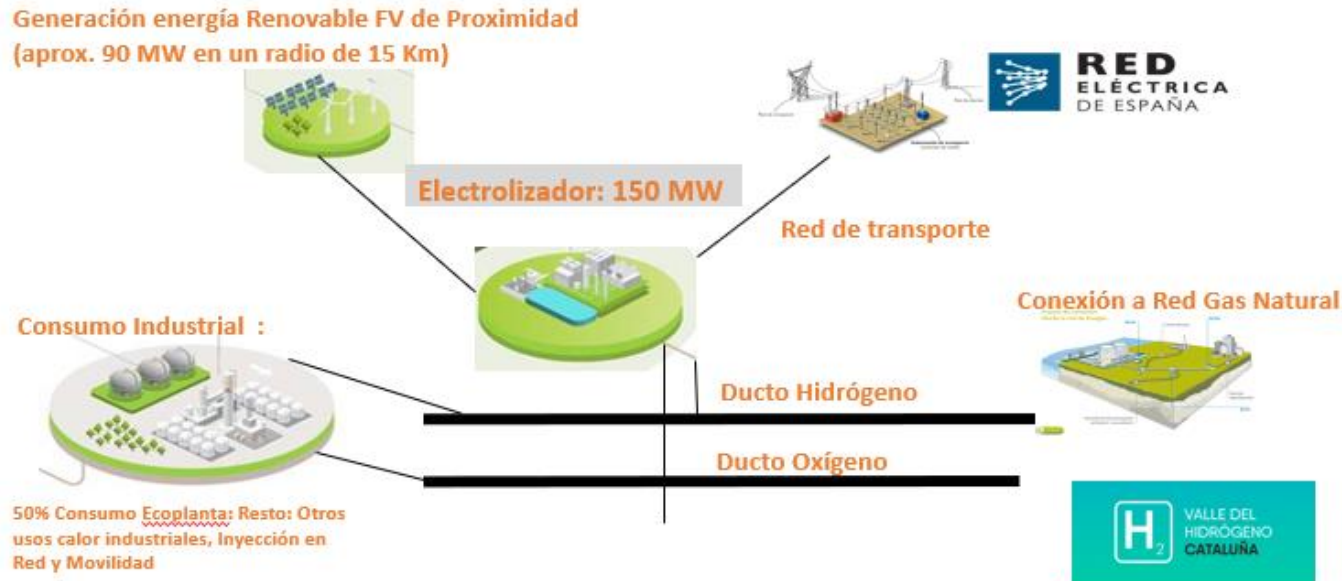 Generación energía Renovable FV de Proximidad
(aprox. 90 MW en un radio de 15 Km)
RED
ELÉCTRICA
DE ESPAÑA
Electrolizador: 150 MW
Red de transporte
Conexión a Red Gas Natural
Consumo Industrial :
Ducto Hidrógeno
Ducto Oxígeno
50% Consumo Ecoplanta: Resto: Otros
usos calor industriales, Inyección en
Red y Movilidad
H2
VALLE DEL
HIDRÓGENO
CATALUÑA